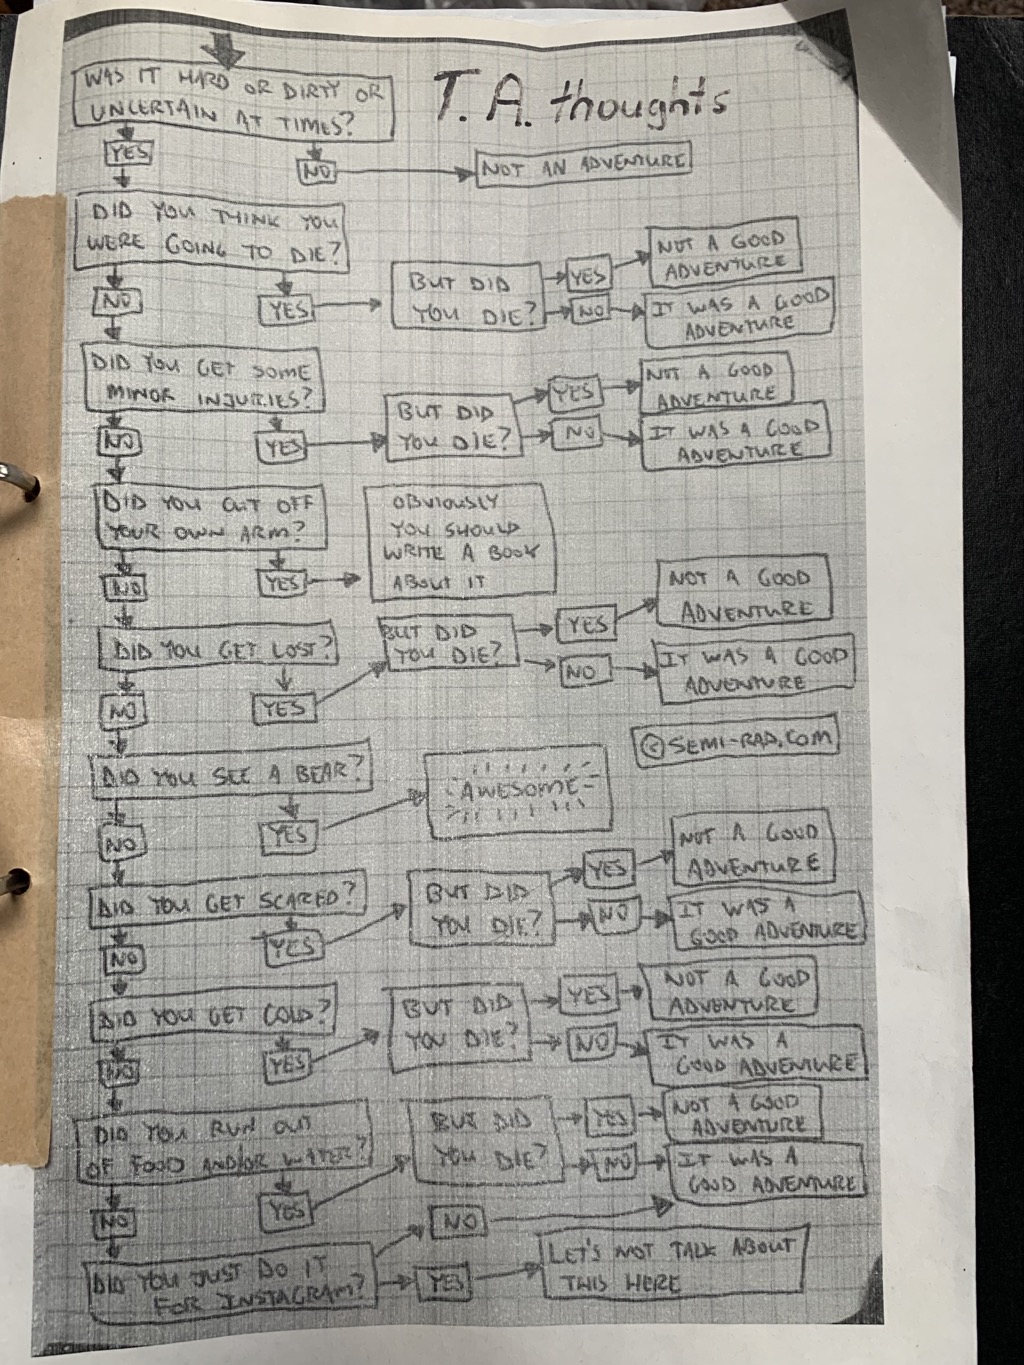 T.A. thoughts
WAS IT HARD OR DIRTY OR
UNCERTAIN AT TIMES?
YES
NO
NOT AN ADVENTURE
DID YOU THINK YOU
WERE GOING TO DIE?
NO
YES
BUT DID
YOU DIE?
YES
NOT A GOOD
ADVENTURE
NO
IT WAS A GOOD
ADVENTURE
DID YOU GET SOME
MINOR INJURIES?
NO
YES
BUT DID
YOU DIE?
YES
NOT A GOOD
ADVENTURE
NO
IT WAS A GOOD
ADVENTURE
DID YOU CUT OFF
YOUR OWN ARM?
NO
YES
OBVIOUSLY
YOU SHOULD
WRITE A BOOK
ABOUT IT
DID YOU GET LOST?
NO
YES
BUT DID
YOU DIE?
YES
NOT A GOOD
ADVENTURE
NO
IT WAS A GOOD
ADVENTURE
© SEMI-RAD.COM
DID YOU SEE A BEAR?
NO
YES
AWESOME
DID YOU GET SCARED?
NO
YES
BUT DID
YOU DIE?
YES
NOT A GOOD
ADVENTURE
NO
IT WAS A
GOOD ADVENTURE
DID YOU GET COLD?
NO
YES
BUT DID
YOU DIE?
YES
NOT A GOOD
ADVENTURE
NO
IT WAS A
GOOD ADVENTURE
DID YOU RUN OUT
OF FOOD AND/OR WATER?
NO
YES
BUT DID
YOU DIE?
YES
NOT A GOOD
ADVENTURE
NO
IT WAS A
GOOD ADVENTURE
DID YOU JUST DO IT
FOR INSTAGRAM?
NO
YES
LET'S NOT TALK ABOUT
THIS HERE